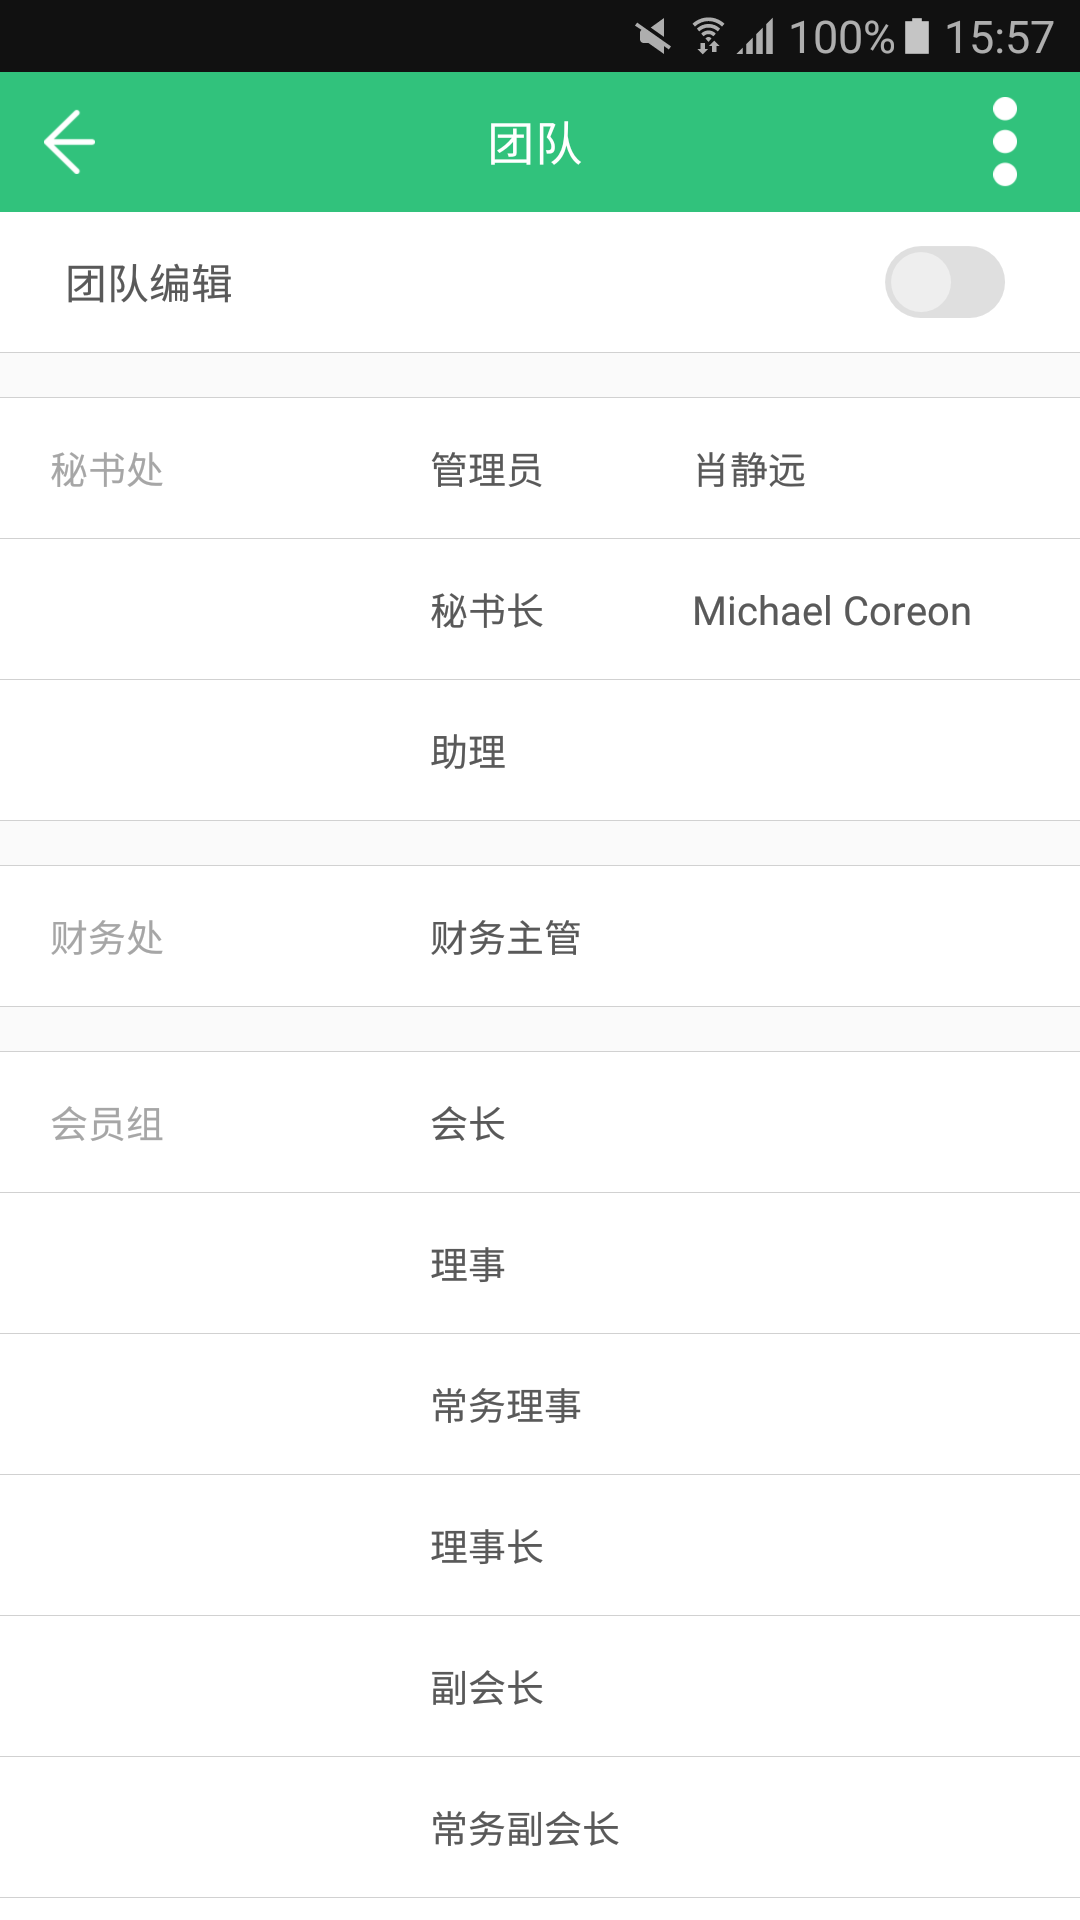 100% 15:57
团队
团队编辑
秘书处 管理员 肖静远
秘书长 Michael Coreon
助理
财务处 财务主管
会员组 会长
理事
常务理事
理事长
副会长
常务副会长